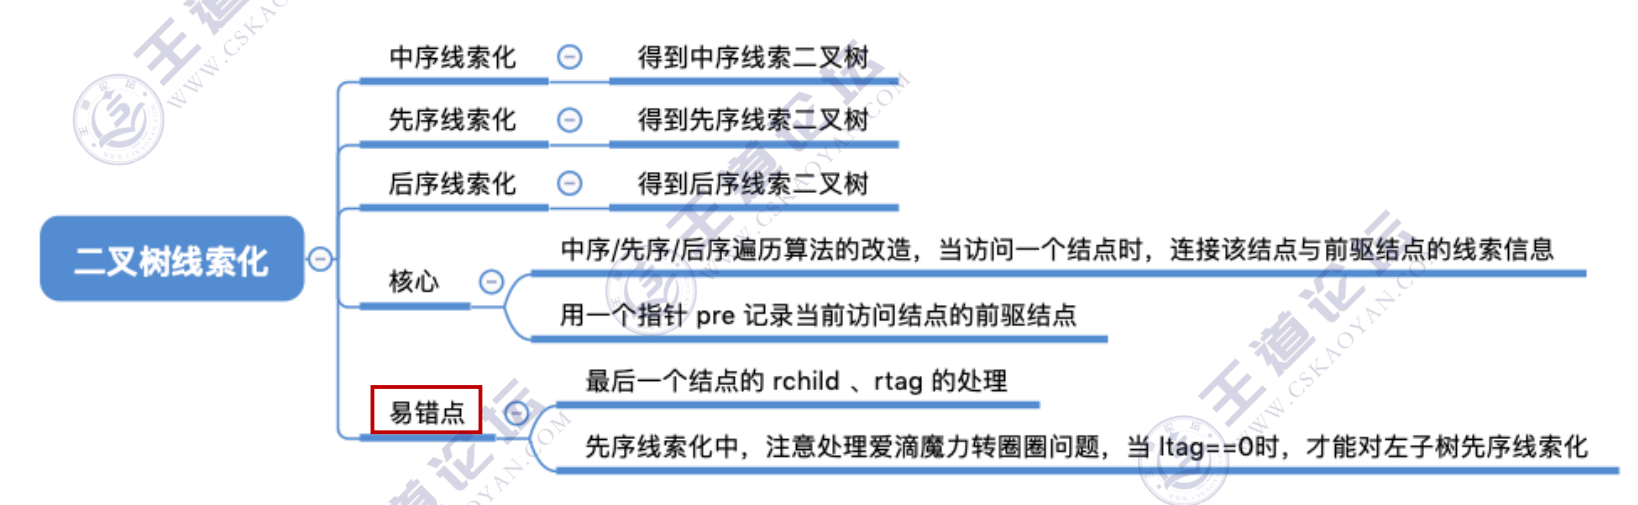 中序线索化
得到中序线索二叉树
先序线索化
得到先序线索二叉树
后序线索化
得到后序线索二叉树
二叉树线索化
核心
中序/先序/后序遍历算法的改造，当访问一个结点时，连接该结点与前驱结点的线索信息
用一个指针 pre 记录当前访问结点的前驱结点
易错点
最后一个结点的 rchild 、rtag 的处理
先序线索化中，注意处理爱滴魔力转圈圈问题，当 ltag==0时，才能对左子树先序线索化
王道论坛
WWW.CSKAOYAN.COM